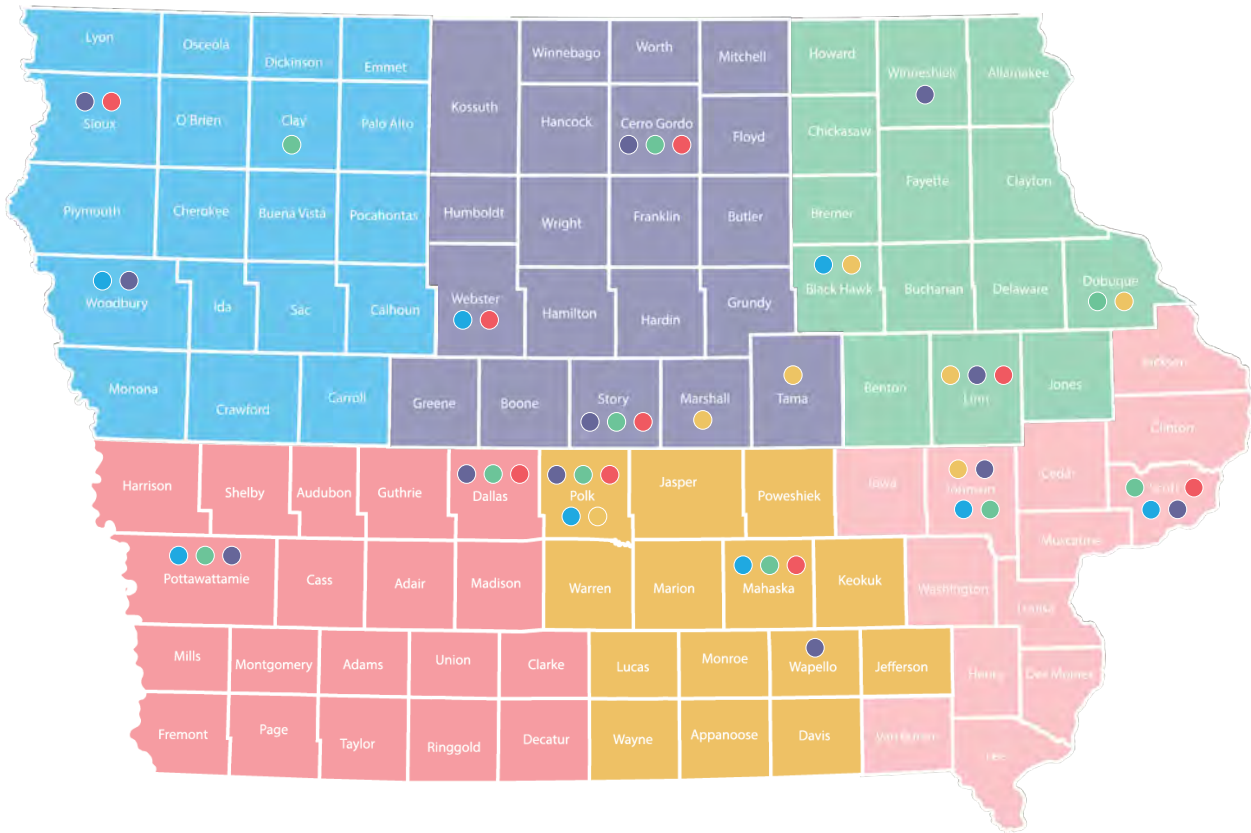 Lyon
Osceola
Dickinson
Emmet
Kossuth
Winnebago
Worth
Mitchell
Howard
Winneshiek
Allamakee
Sioux
O'Brien
Clay
Palo Alto
Hancock
Cerro Gordo
Floyd
Chickasaw
Plymouth
Cherokee
Buena Vista
Pocahontas
Humboldt
Wright
Franklin
Butler
Bremer
Fayette
Clayton
Woodbury
Ida
Sac
Calhoun
Webster
Hamilton
Hardin
Grundy
Black Hawk
Buchanan
Delaware
Dubuque
Monona
Crawford
Carroll
Greene
Boone
Story
Marshall
Tama
Benton
Linn
Jones
Jackson
Clinton
Harrison
Shelby
Audubon
Guthrie
Dallas
Polk
Jasper
Poweshiek
Iowa
Johnson
Cedar
Scott
Muscatine
Pottawattamie
Cass
Adair
Madison
Warren
Marion
Mahaska
Keokuk
Washington
Louisa
Mills
Montgomery
Adams
Union
Clarke
Lucas
Monroe
Wapello
Jefferson
Henry
Des Moines
Fremont
Page
Taylor
Ringgold
Decatur
Wayne
Appanoose
Davis
Van Buren
Lee